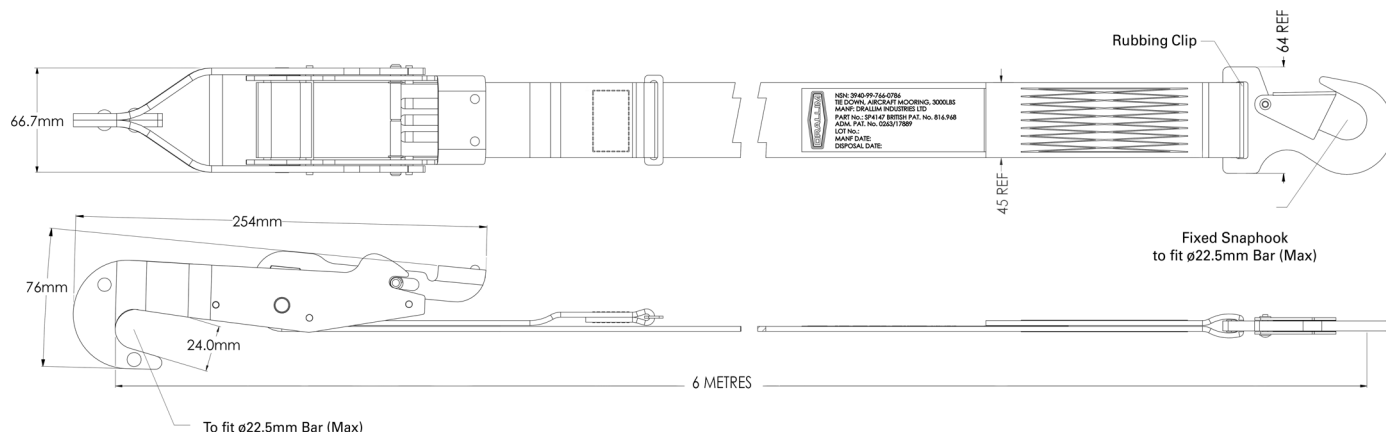 Rubbing Clip
64 REF
66.7mm
DRALLIM
NSN: 3940-99-766-0786
TIE DOWN, AIRCRAFT MOORING, 3000LBS
MANF: DRALLIM INDUSTRIES LTD
PART No.: SP4147 BRITISH PAT. No. 816.968
ADM. PAT. No. 0263/17889
LOT No.:
MANF DATE:
DISPOSAL DATE:
45 REF
254mm
Fixed Snaphook
to fit ø22.5mm Bar (Max)
76mm
24.0mm
6 METRES
To fit ø22.5mm Bar (Max)